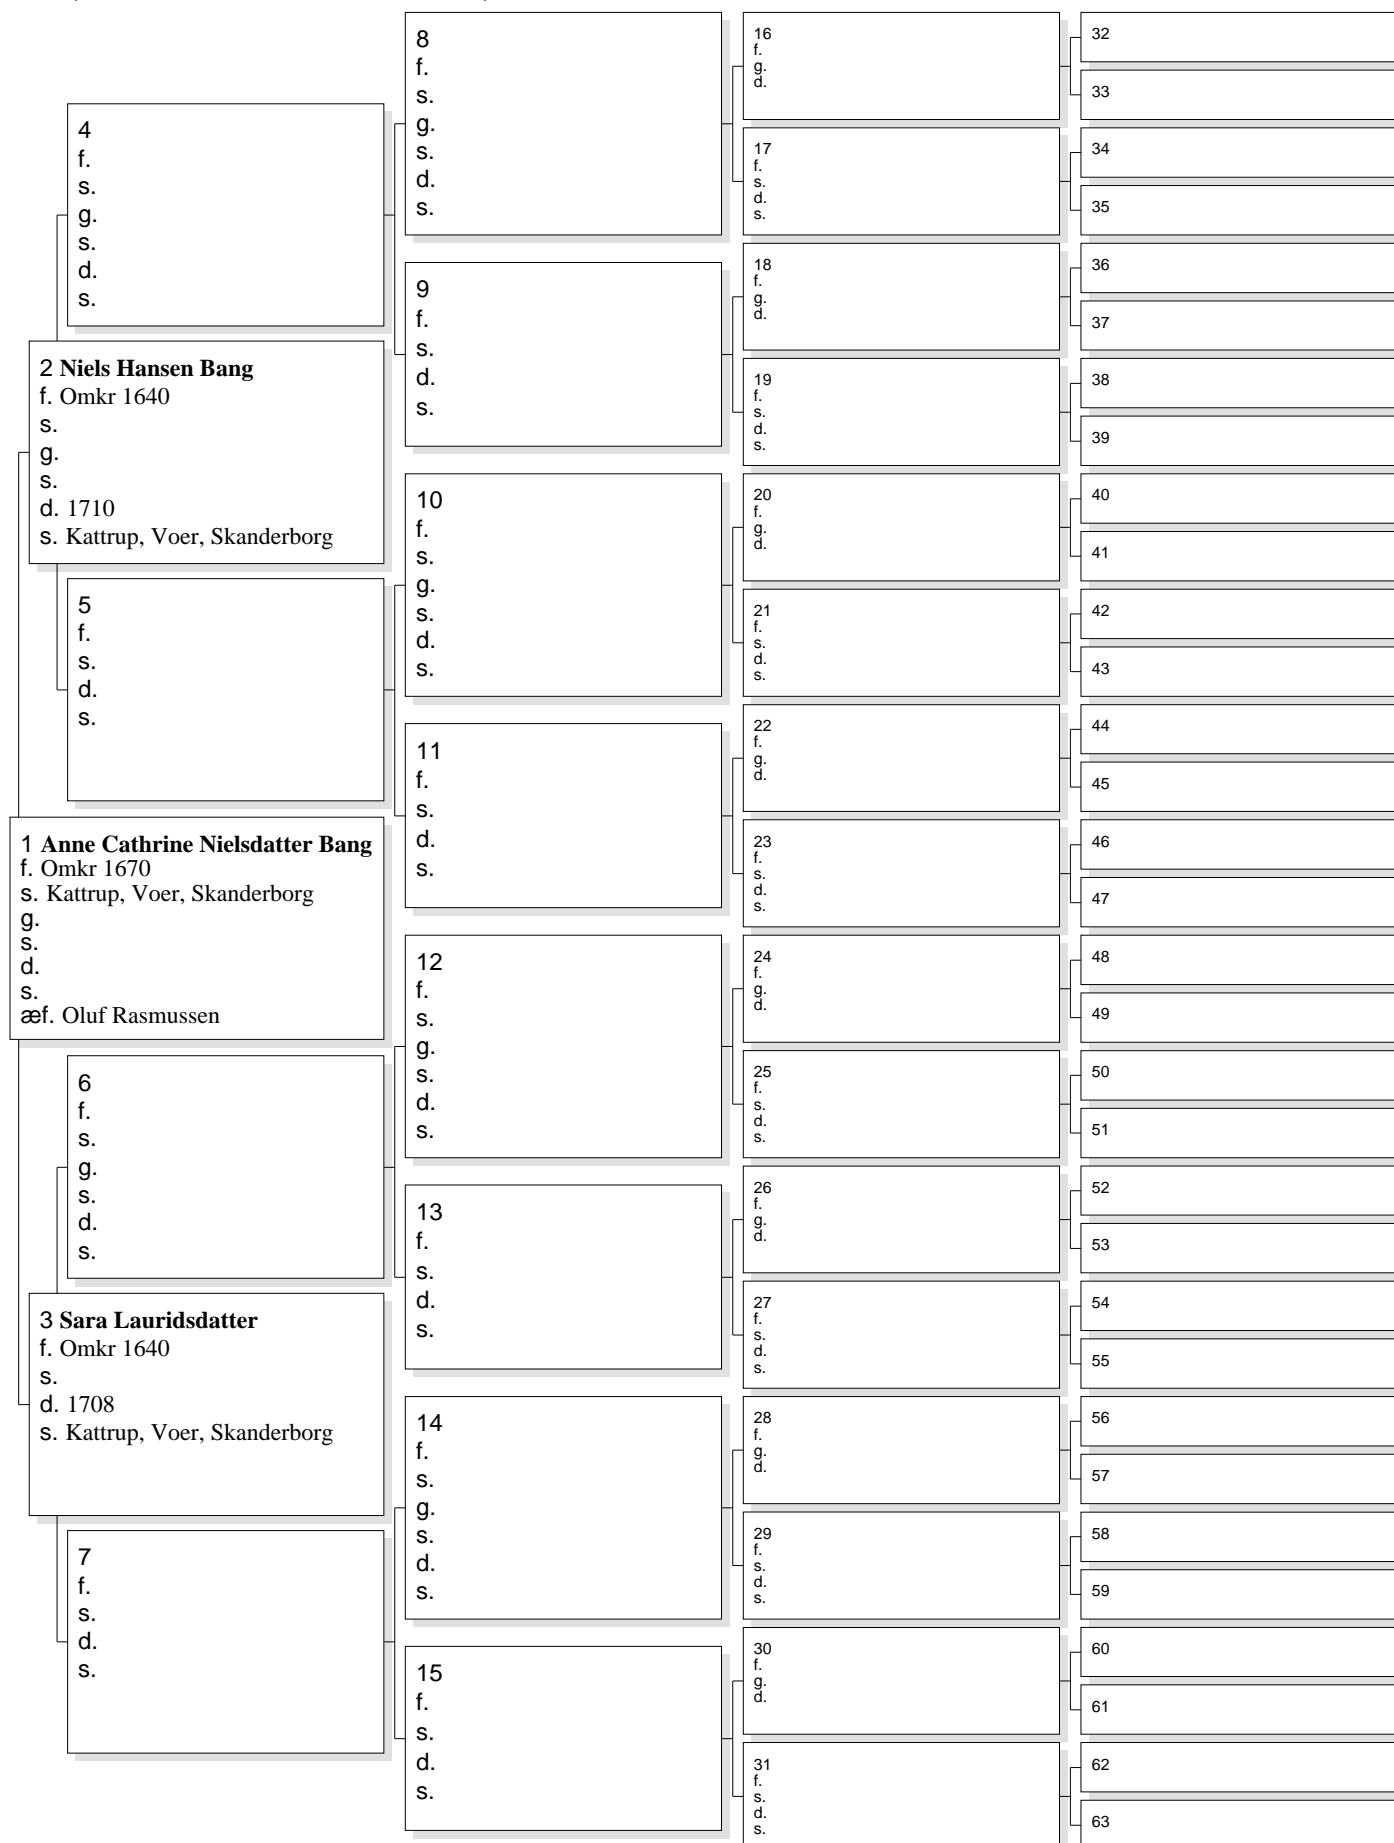 8
f.
s.
g.
s.
d.
s.
16
f.
g.
d.
32
33
4
f.
s.
g.
s.
d.
s.
17
f.
s.
d.
s.
34
35
9
f.
s.
d.
s.
18
f.
g.
d.
36
37
2 Niels Hansen Bang
f. Omkr 1640
s.
g.
s.
d. 1710
s. Kattrup, Voer, Skanderborg
19
f.
s.
d.
s.
38
39
10
f.
s.
g.
s.
d.
s.
20
f.
g.
d.
40
41
5
f.
s.
d.
s.
21
f.
s.
d.
s.
42
43
11
f.
s.
d.
s.
22
f.
g.
d.
44
45
1 Anne Cathrine Nielsdatter Bang
f. Omkr 1670
s. Kattrup, Voer, Skanderborg
g.
s.
d.
s.
æf. Oluf Rasmussen
23
f.
s.
d.
s.
46
47
12
f.
s.
g.
s.
d.
s.
24
f.
g.
d.
48
49
6
f.
s.
g.
s.
d.
s.
25
f.
s.
d.
s.
50
51
13
f.
s.
d.
s.
26
f.
g.
d.
52
53
3 Sara Lauridsdatter
f. Omkr 1640
s.
d. 1708
s. Kattrup, Voer, Skanderborg
27
f.
s.
d.
s.
54
55
14
f.
s.
g.
s.
d.
s.
28
f.
g.
d.
56
57
7
f.
s.
d.
s.
29
f.
s.
d.
s.
58
59
15
f.
s.
d.
s.
30
f.
g.
d.
60
61
31
f.
s.
d.
s.
62
63